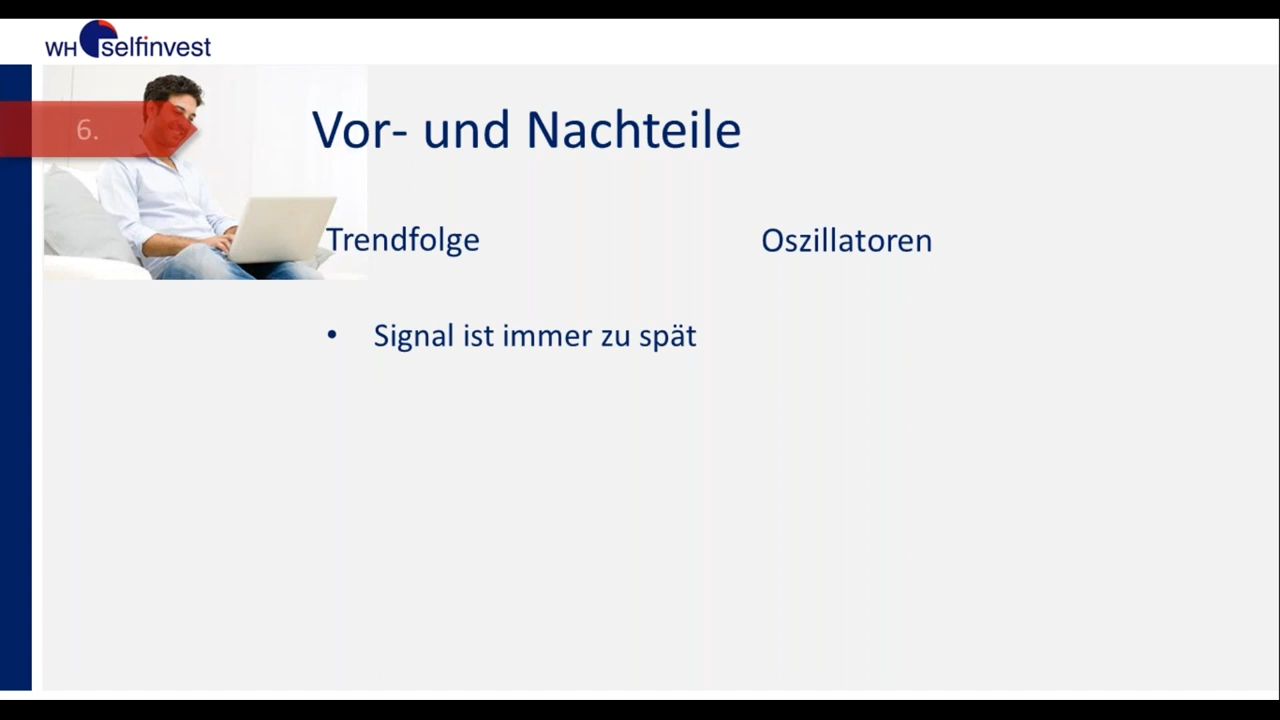 WH selfinvest
6.
Vor- und Nachteile
Trendfolge
Oszillatoren
• Signal ist immer zu spät